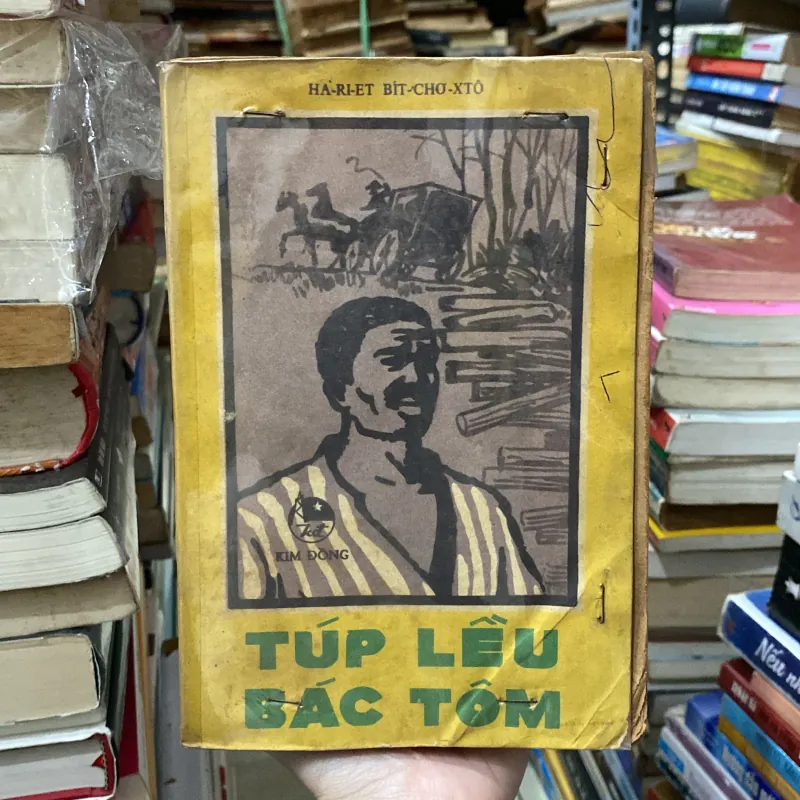 HA-RI-ET BÍT-CHƠ-XTÔ
KIM ĐỒNG
TÚP LỀU
BÁC TÔM